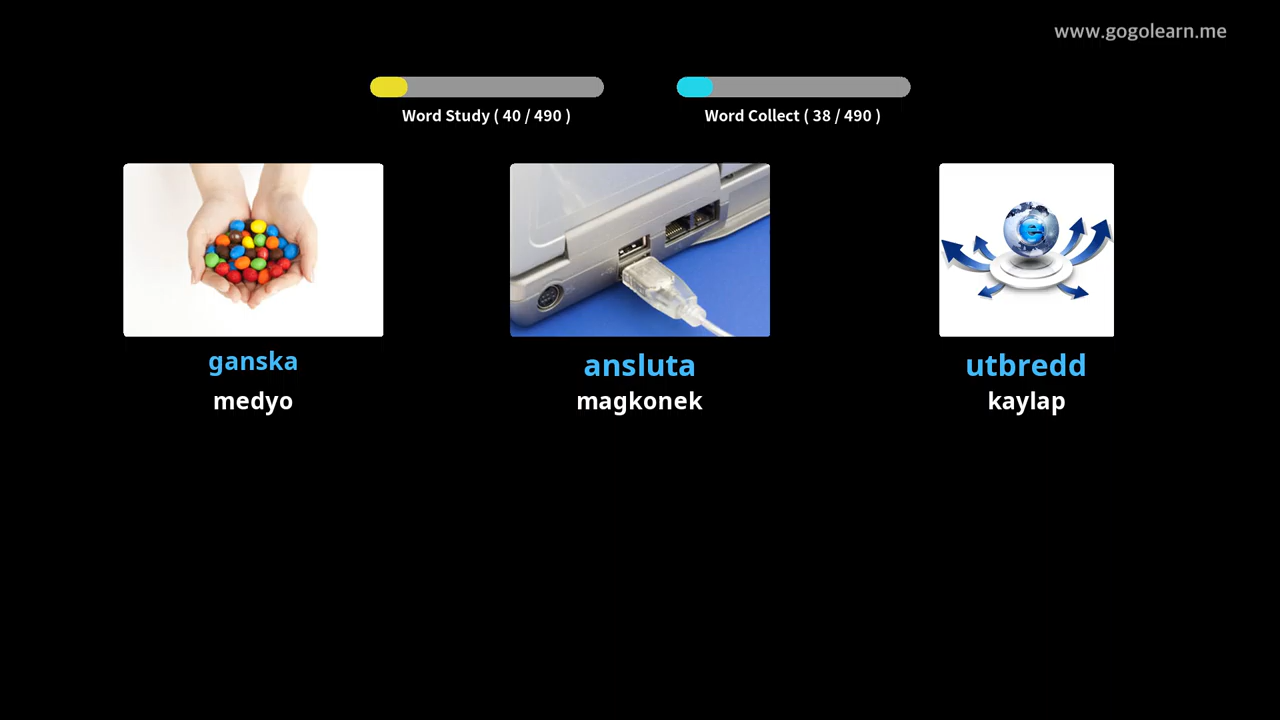 www.gogolearn.me
Word Study ( 40 / 490 )
Word Collect ( 38 / 490 )
ganska
ansluta
utbredd
medyo
magkonek
kaylap